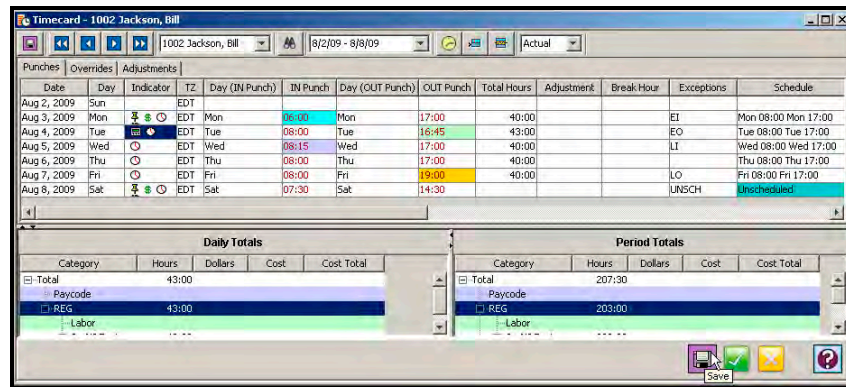 Timecard - 1002 Jackson, Bill
1002 Jackson, Bill 8/2/09 - 8/8/09 Actual
Punches Overrides Adjustments
Date Day Indicator TZ Day (IN Punch) IN Punch Day (OUT Punch) OUT Punch Total Hours Adjustment Break Hour Exceptions Schedule
Aug 2, 2009 Sun EDT
Aug 3, 2009 Mon EDT Mon 06:00 Mon 17:00 40:00 EI Mon 08:00 Mon 17:00
Aug 4, 2009 Tue EDT Tue 08:00 Tue 16:45 43:00 EO Tue 08:00 Tue 17:00
Aug 5, 2009 Wed EDT Wed 08:15 Wed 17:00 40:00 LI Wed 08:00 Wed 17:00
Aug 6, 2009 Thu EDT Thu 08:00 Thu 17:00 40:00 Thu 08:00 Thu 17:00
Aug 7, 2009 Fri EDT Fri 08:00 Fri 19:00 40:00 LO Fri 08:00 Fri 17:00
Aug 8, 2009 Sat EDT Sat 07:30 Sat 14:30 UNSCH Unscheduled
Daily Totals Period Totals
Category Hours Dollars Cost Cost Total Category Hours Dollars Cost Cost Total
Total 43:00 Total 207:30
Paycode Paycode
REG 43:00 REG 203:00
Labor Labor
Save